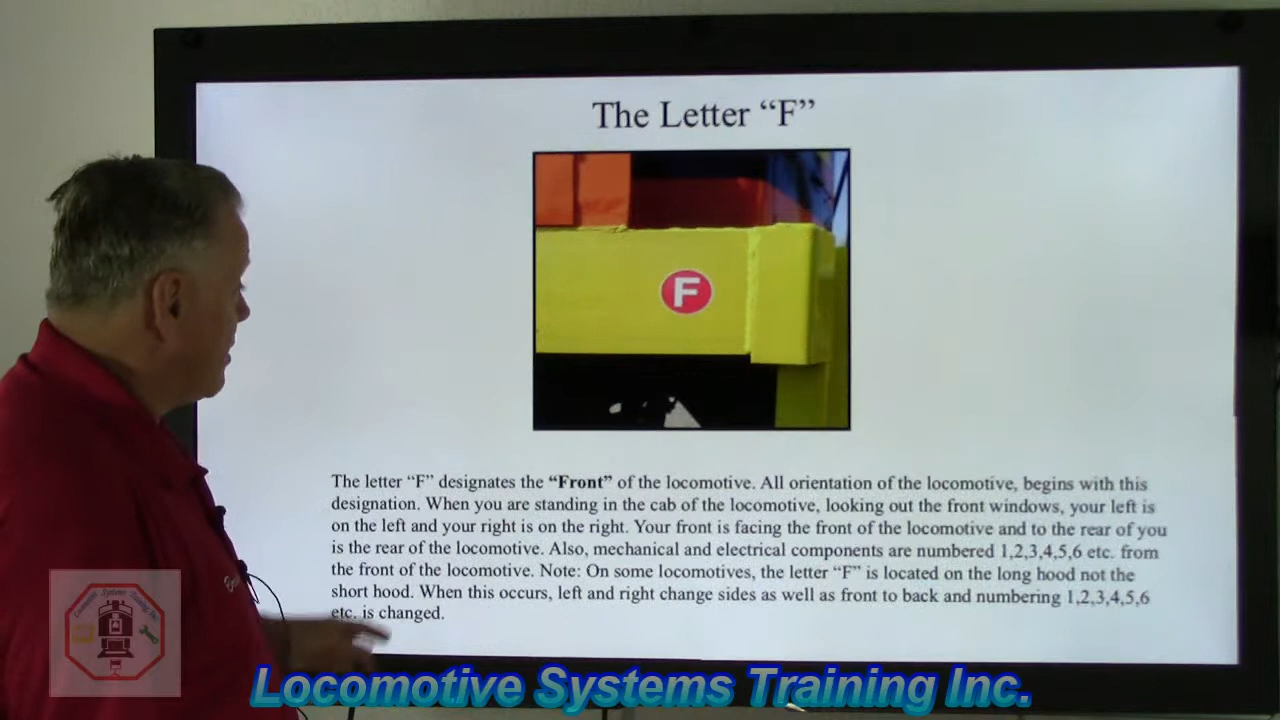 The Letter “F”
F
The letter “F” designates the “Front” of the locomotive. All orientation of the locomotive, begins with this
designation. When you are standing in the cab of the locomotive, looking out the front windows, your left is
on the left and your right is on the right. Your front is facing the front of the locomotive and to the rear of you
is the rear of the locomotive. Also, mechanical and electrical components are numbered 1,2,3,4,5,6 etc. from
the front of the locomotive. Note: On some locomotives, the letter “F” is located on the long hood not the
short hood. When this occurs, left and right change sides as well as front to back and numbering 1,2,3,4,5,6
etc. is changed.
Locomotive Systems Training Inc.
Locomotive Systems Training Inc.